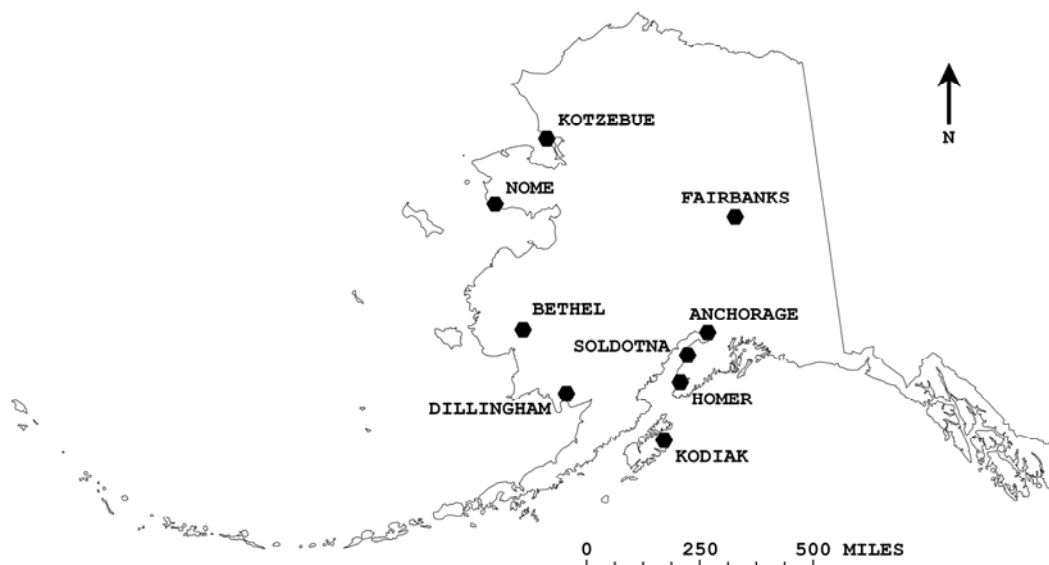 KOTZEBUE
N
NOME
FAIRBANKS
BETHEL
ANCHORAGE
SOLDOTNA
DILLINGHAM
HOMER
KODIAK
0 250 500 MILES